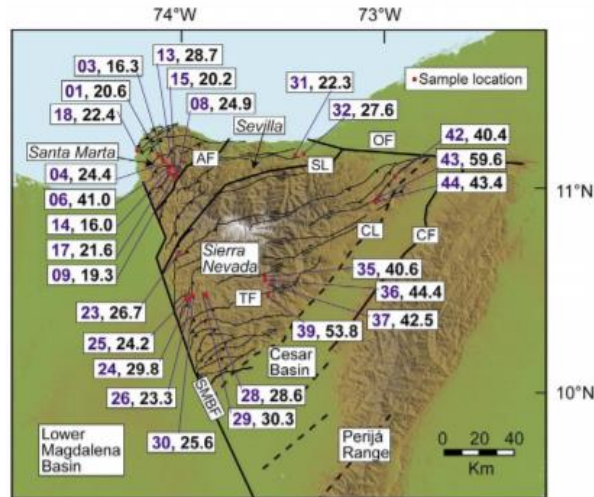 74°W 73°W
13, 28.7
03, 16.3
15, 20.2
01, 20.6
08, 24.9
18, 22.4
31, 22.3
32, 27.6
Sample location
Sevilla
Santa Marta
AF
SL
OF
42, 40.4
43, 59.6
44, 43.4
11°N
04, 24.4
06, 41.0
14, 16.0
17, 21.6
09, 19.3
Sierra
Nevada
CL
CF
35, 40.6
36, 44.4
37, 42.5
TF
39, 53.8
23, 26.7
25, 24.2
24, 29.8
26, 23.3
Cesar
Basin
28, 28.6
29, 30.3
30, 25.6
SMBF
10°N
Lower
Magdalena
Basin
Perijá
Range
0 20 40
Km